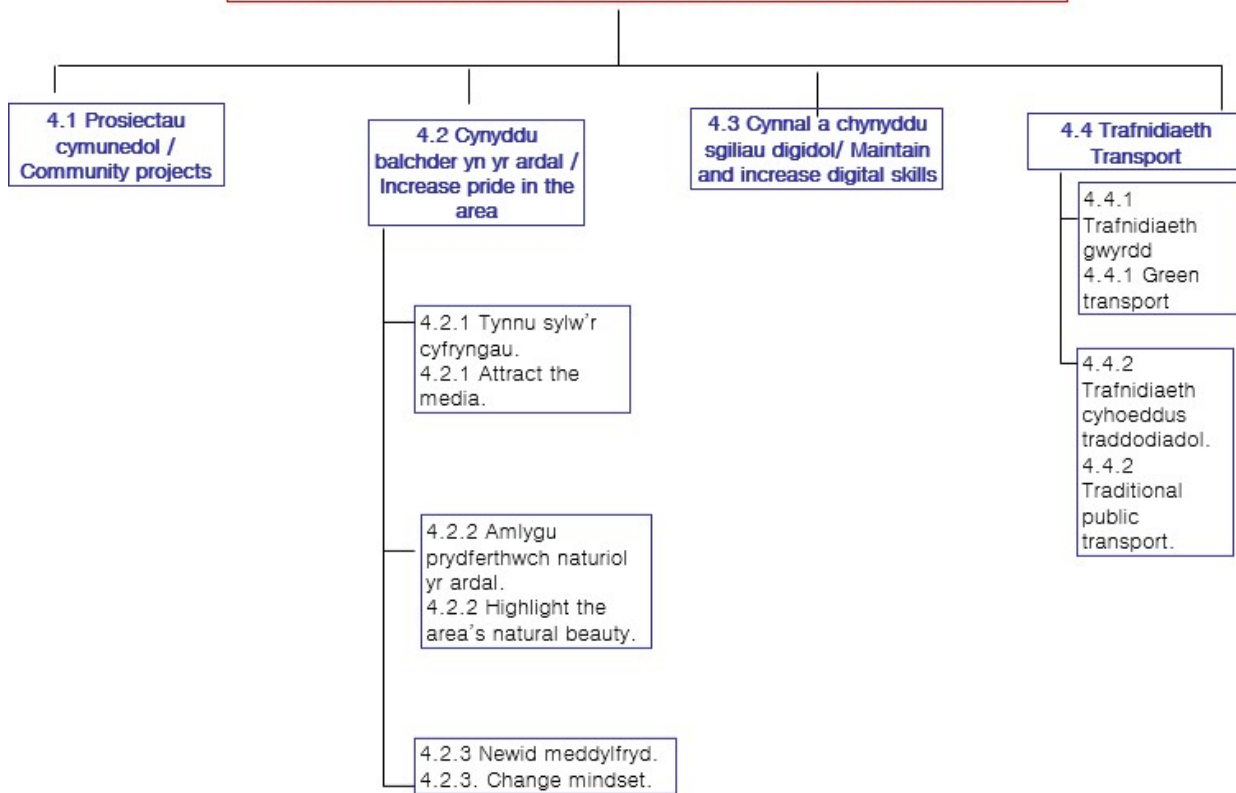 4.1 Prosiectau
cymunedol /
Community projects
4.2 Cynyddu
balchder yn yr ardal /
Increase pride in the
area
4.2.1 Tynnu sylw’r
cyfryngau.
4.2.1 Attract the
media.
4.2.2 Amlygu
prydferthwch naturiol
yr ardal.
4.2.2 Highlight the
area’s natural beauty.
4.2.3 Newid meddylfryd.
4.2.3. Change mindset.
4.3 Cynnal a chynyddu
sgiliau digidol/ Maintain
and increase digital skills
4.4 Trafnidiaeth
Transport
4.4.1
Trafnidiaeth
gwyrdd
4.4.1 Green
transport
4.4.2
Trafnidiaeth
cyhoeddus
traddodiadol.
4.4.2
Traditional
public
transport.